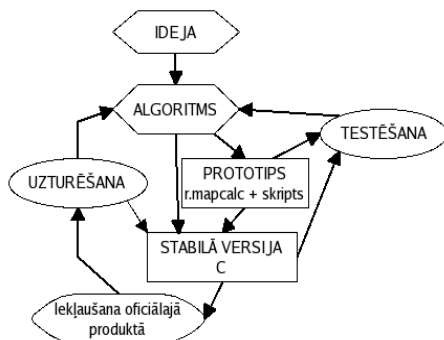 IDEJA
ALGORITMS
TESTĒŠANA
PROTOTIPS
r.mapcalc + skripts
UZTURĒŠANA
STABILĀ VERSIJA
C
Iekļaušana oficiālajā
produktā